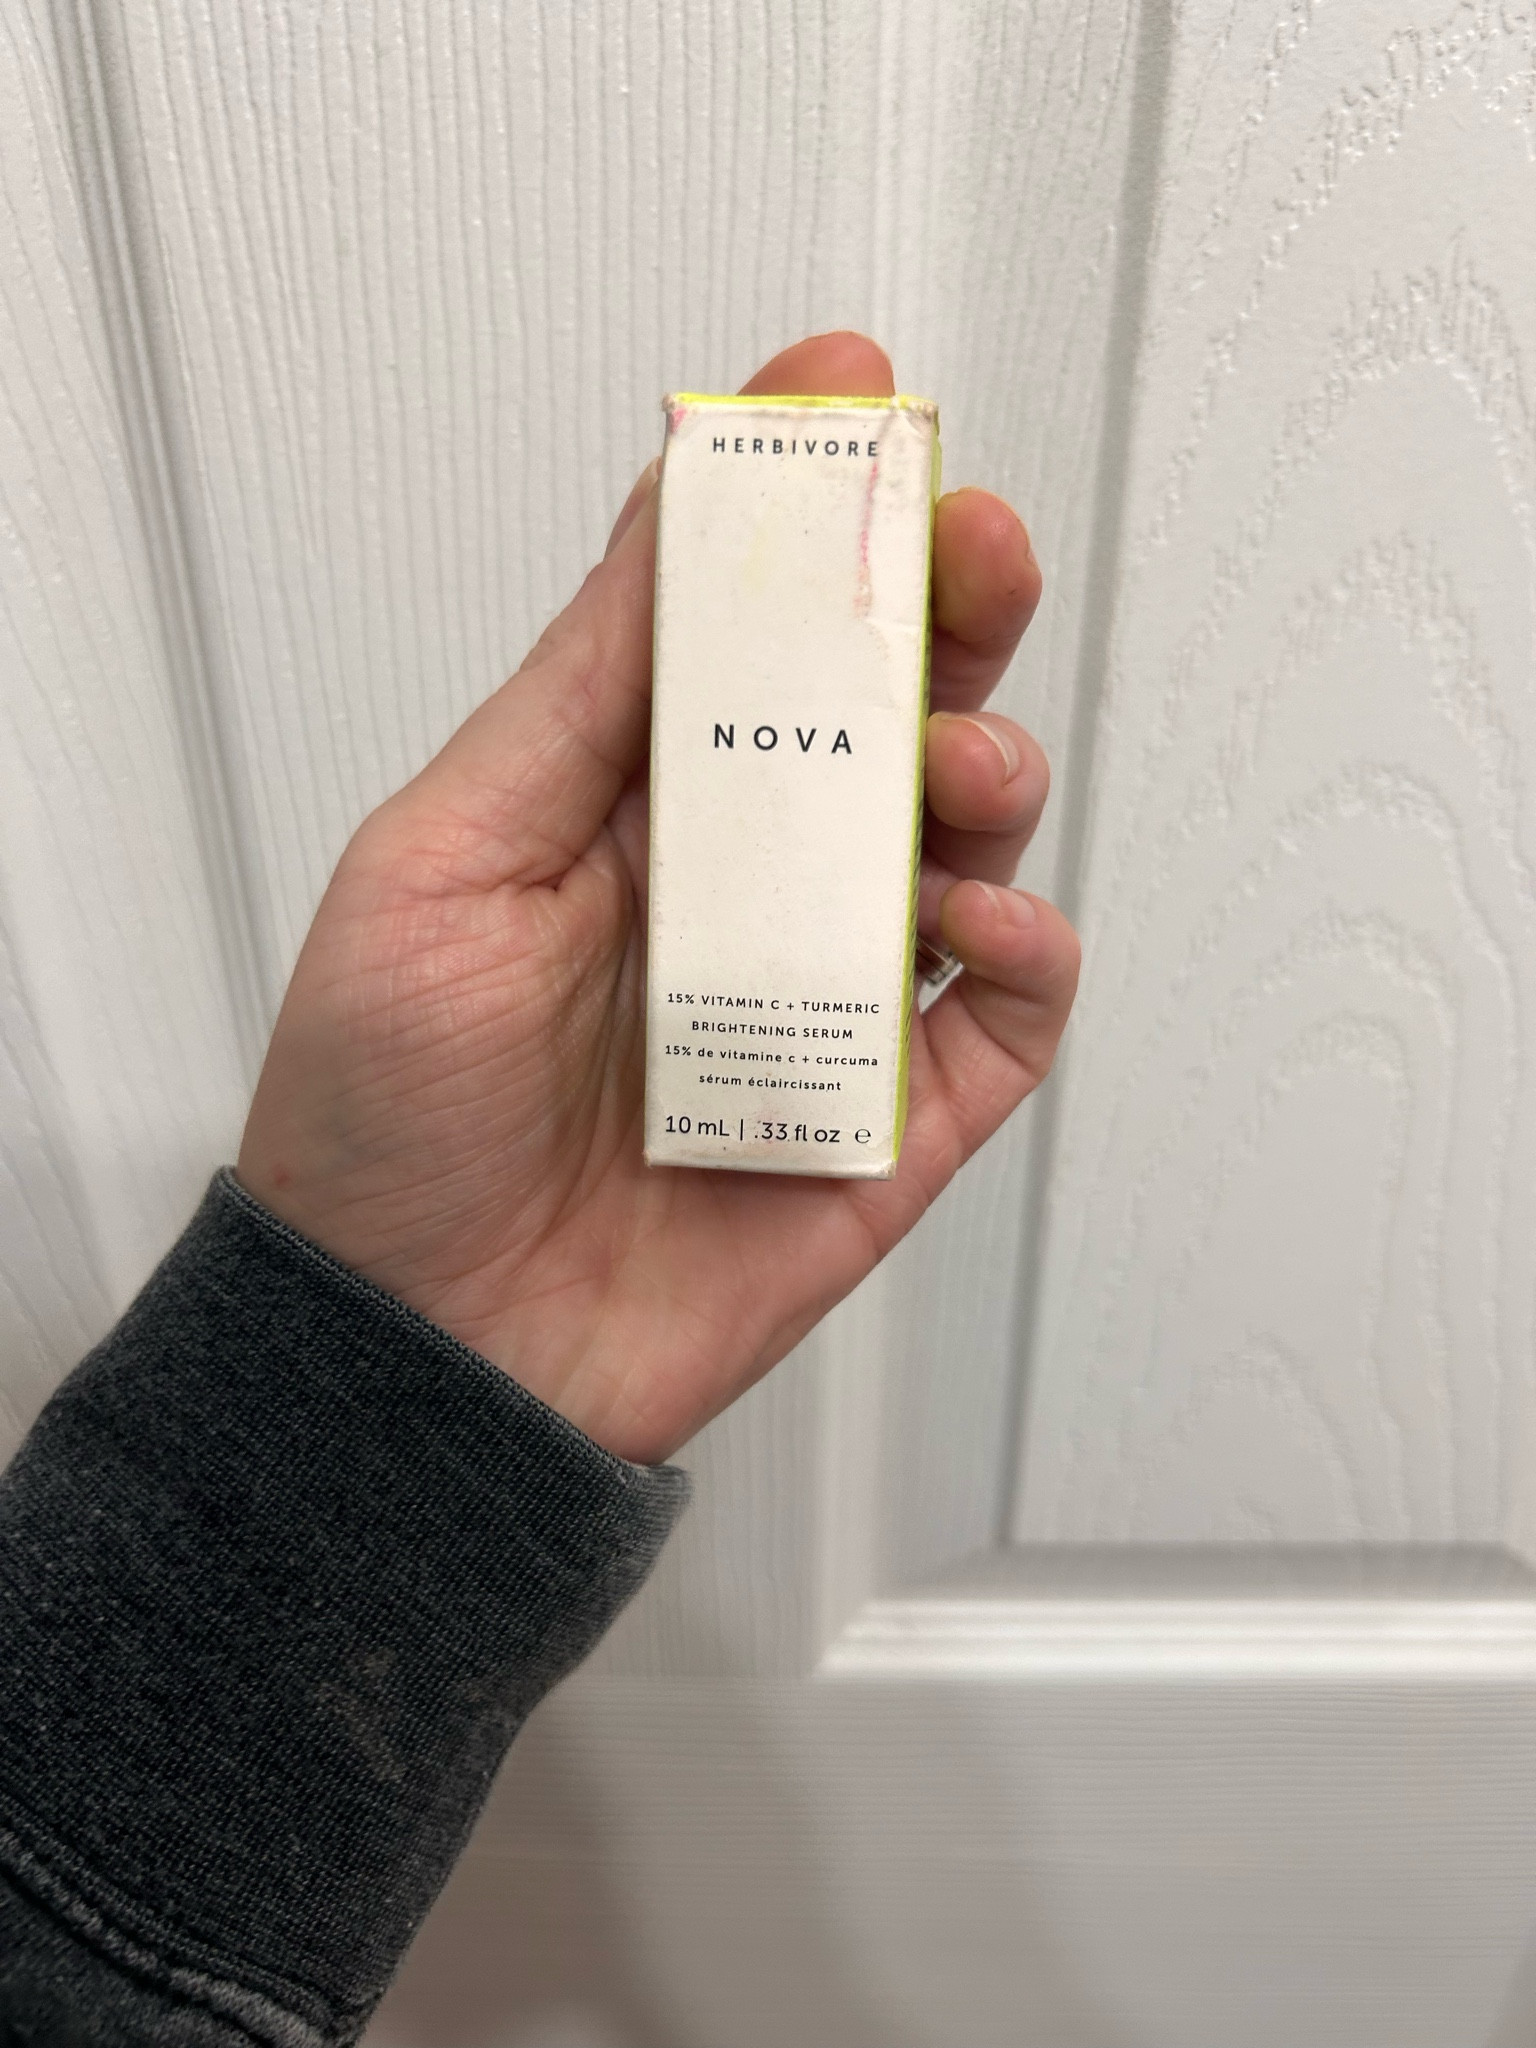 HERBIVORE
NOVA
15% VITAMIN C + TURMERIC
BRIGHTENING SERUM
15% de vitamine c + curcuma
sérum éclaircissant
10 mL | .33 fl oz ℮